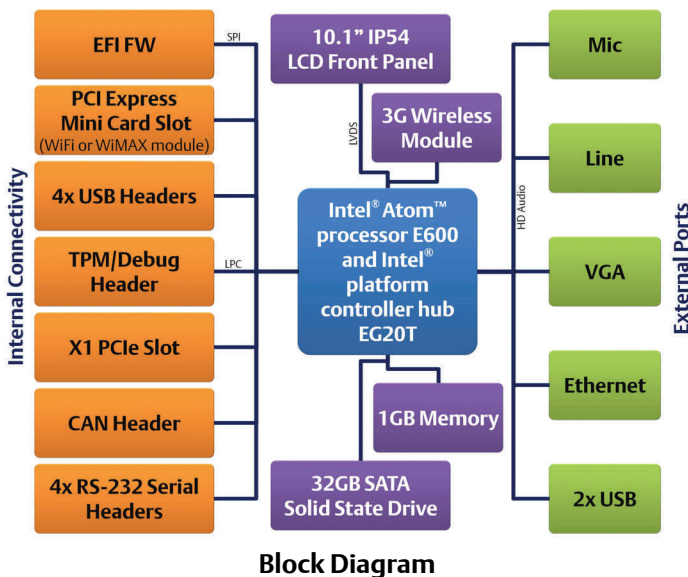 Internal Connectivity
EFI FW
SPI
PCI Express
Mini Card Slot
(WiFi or WiMAX module)
4x USB Headers
TPM/Debug
Header
LPC
X1 PCIe Slot
CAN Header
4x RS-232 Serial
Headers
10.1” IP54
LCD Front Panel
LVDS
3G Wireless
Module
Intel® Atom™
processor E600
and Intel®
platform
controller hub
EG20T
1GB Memory
32GB SATA
Solid State Drive
HD Audio
Mic
Line
VGA
Ethernet
2x USB
External Ports
Block Diagram